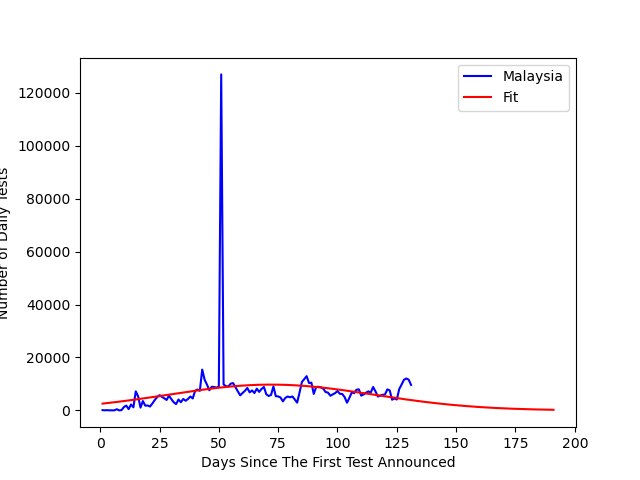 Malaysia
Fit
120000
100000
80000
60000
40000
20000
0
Number of Daily Tests
0 25 50 75 100 125 150 175 200
Days Since The First Test Announced